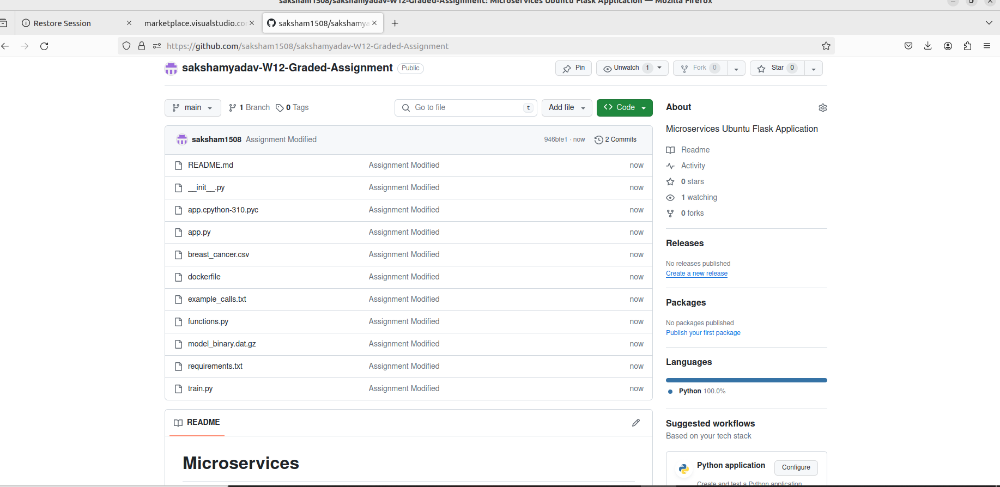 saksham1508/sakshamyadav-W12-Graded-Assignment: Microservices Ubuntu Flask Application — Mozilla Firefox
Restore Session
marketplace.visualstudio.co
saksham1508/sakshamya
https://github.com/saksham1508/sakshamyadav-W12-Graded-Assignment
sakshamyadav-W12-Graded-Assignment Public
Pin
Unwatch 1
Fork 0
Star 0
main
1 Branch
0 Tags
Go to file t
Add file
Code
saksham1508 Assignment Modified 946bfe1 · now 2 Commits
README.md Assignment Modified now
__init__.py Assignment Modified now
app.cpython-310.pyc Assignment Modified now
app.py Assignment Modified now
breast_cancer.csv Assignment Modified now
dockerfile Assignment Modified now
example_calls.txt Assignment Modified now
functions.py Assignment Modified now
model_binary.dat.gz Assignment Modified now
requirements.txt Assignment Modified now
train.py Assignment Modified now
README
Microservices
About
Microservices Ubuntu Flask Application
Readme
Activity
0 stars
1 watching
0 forks
Releases
No releases published
Create a new release
Packages
No packages published
Publish your first package
Languages
Python 100.0%
Suggested workflows
Based on your tech stack
Python application
Configure
Create and test a Python application